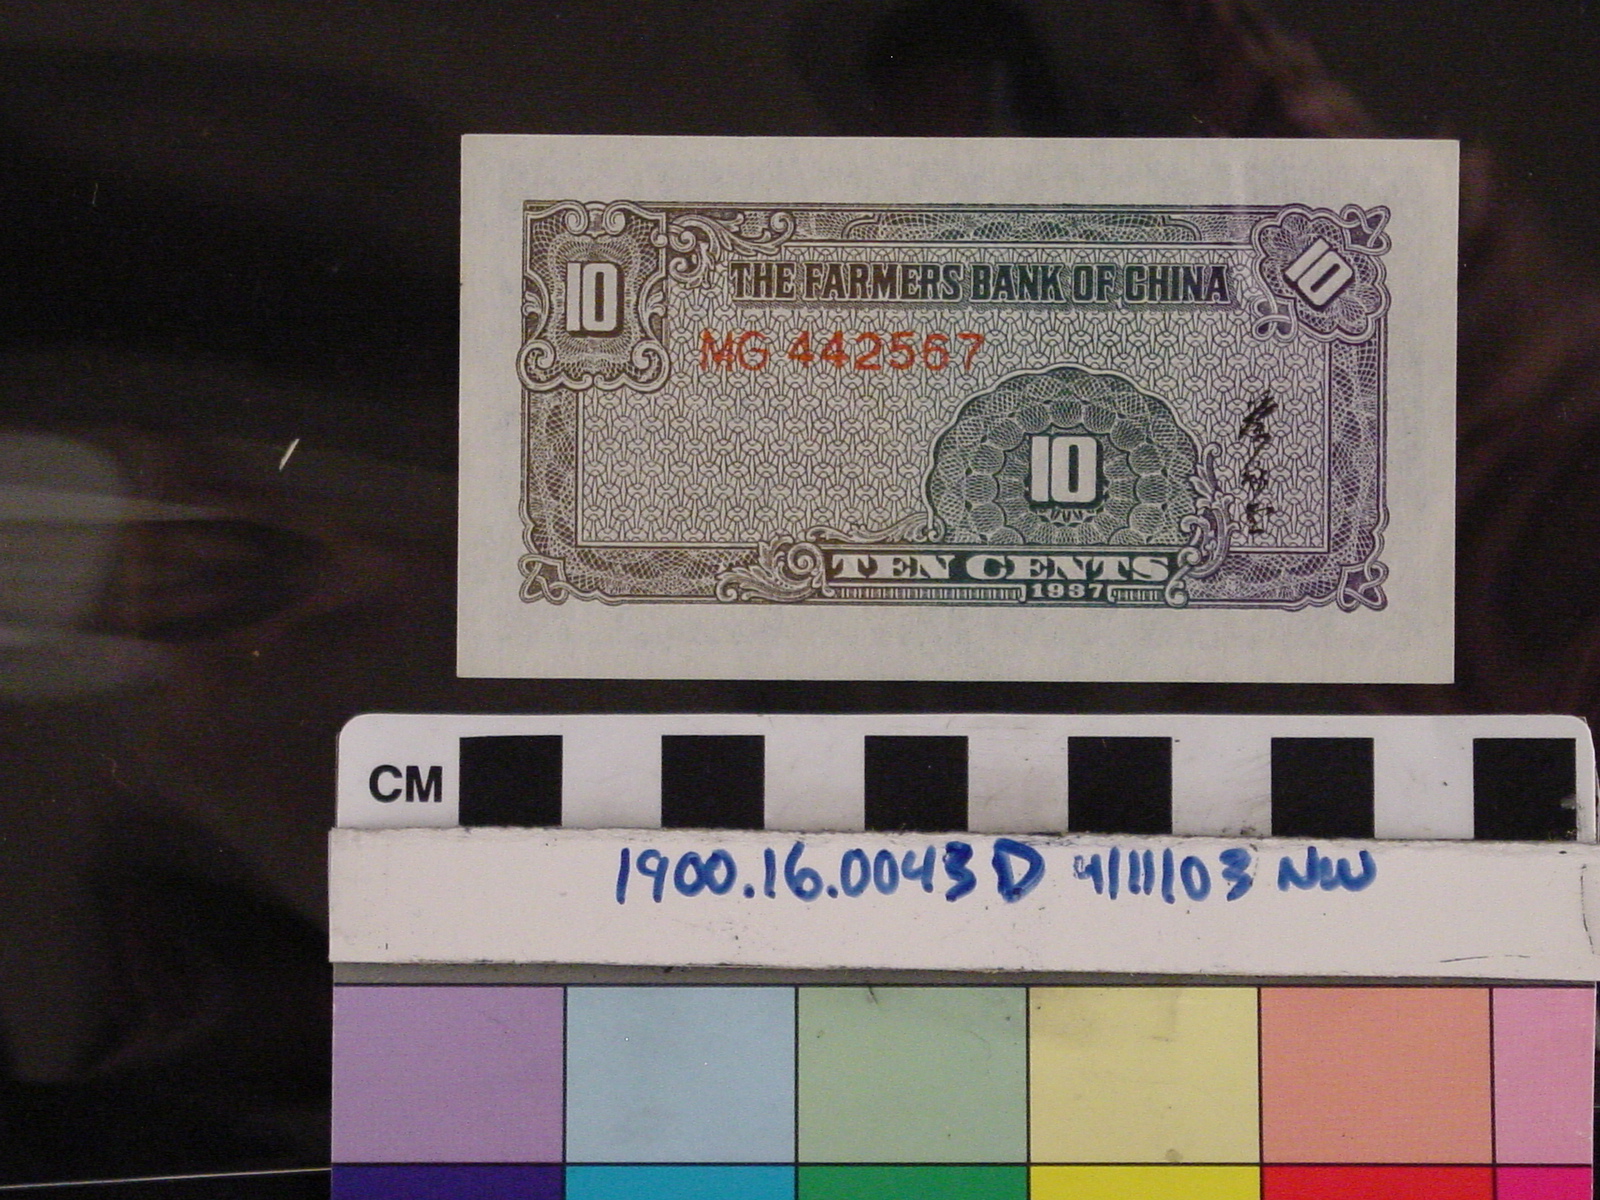 10
10
THE FARMERS BANK OF CHINA
MG 442567
10
TEN CENTS
1937
CM
1900.16.0043 D 4/11/03 NW